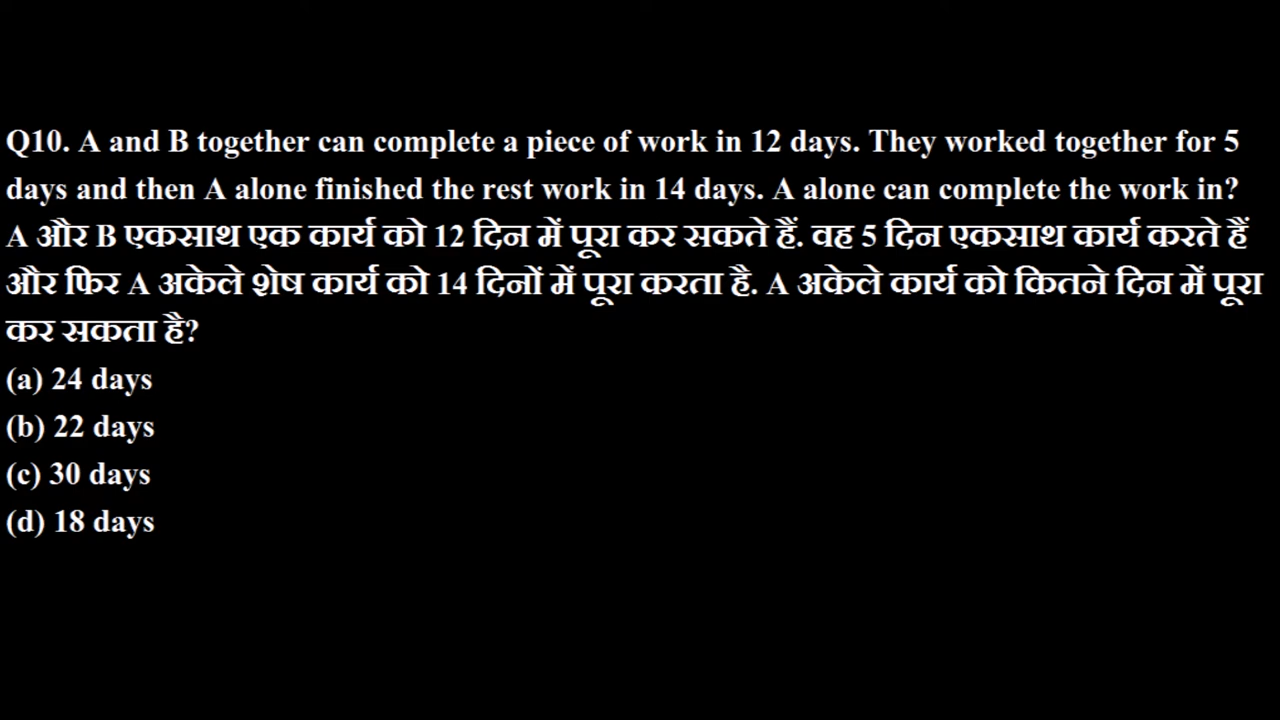 Q10. A and B together can complete a piece of work in 12 days. They worked together for 5
days and then A alone finished the rest work in 14 days. A alone can complete the work in?
A और B एकसाथ एक कार्य को 12 दिन में पूरा कर सकते हैं. वह 5 दिन एकसाथ कार्य करते हैं
और फिर A अकेले शेष कार्य को 14 दिनों में पूरा करता है. A अकेले कार्य को कितने दिन में पूरा
कर सकता है?
(a) 24 days
(b) 22 days
(c) 30 days
(d) 18 days